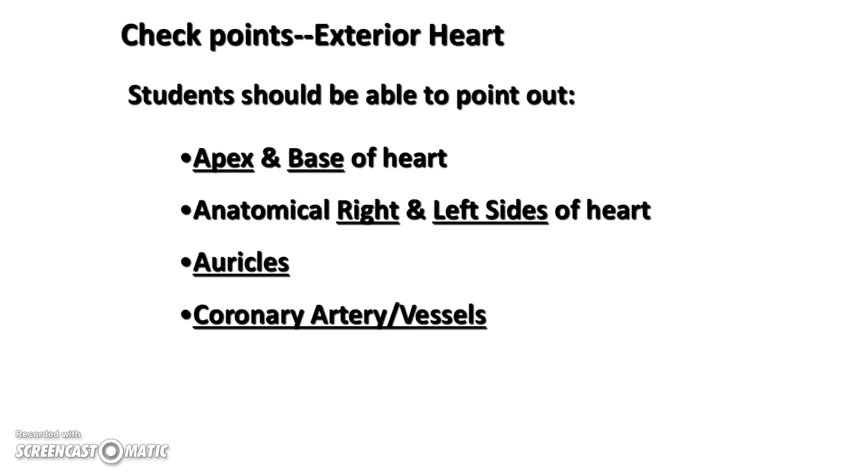 Check points--Exterior Heart
Students should be able to point out:
•Apex & Base of heart
•Anatomical Right & Left Sides of heart
•Auricles
•Coronary Artery/Vessels
Recorded with
SCREENCAST-O-MATIC